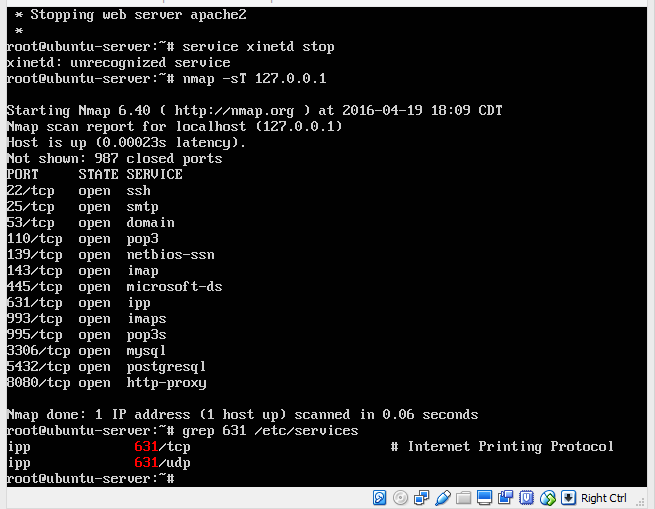 * Stopping web server apache2
*
root@ubuntu-server:~# service xinetd stop
xinetd: unrecognized service
root@ubuntu-server:~# nmap -sT 127.0.0.1
Starting Nmap 6.40 ( http://nmap.org ) at 2016-04-19 18:09 CDT
Nmap scan report for localhost (127.0.0.1)
Host is up (0.00023s latency).
Not shown: 987 closed ports
PORT     STATE SERVICE
22/tcp   open  ssh
25/tcp   open  smtp
53/tcp   open  domain
110/tcp  open  pop3
139/tcp  open  netbios-ssn
143/tcp  open  imap
445/tcp  open  microsoft-ds
631/tcp  open  ipp
993/tcp  open  imaps
995/tcp  open  pop3s
3306/tcp open  mysql
5432/tcp open  postgresql
8080/tcp open  http-proxy
Nmap done: 1 IP address (1 host up) scanned in 0.06 seconds
root@ubuntu-server:~# grep 631 /etc/services
ipp             631/tcp                         # Internet Printing Protocol
ipp             631/udp
root@ubuntu-server:~#
Right Ctrl